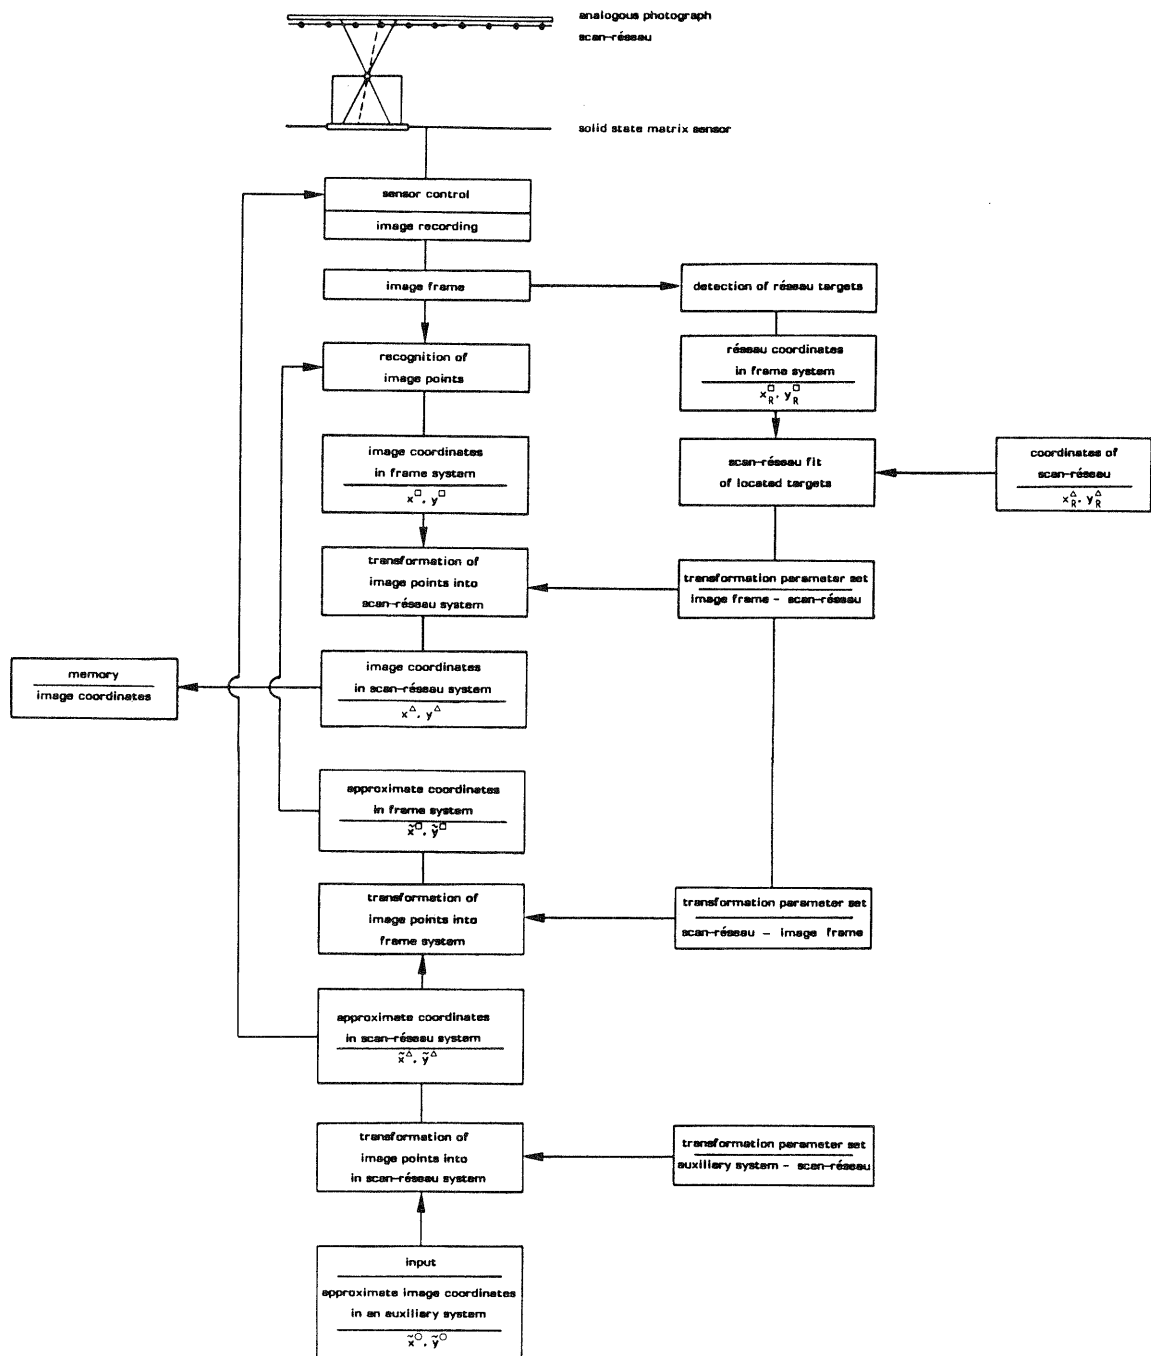 analogous photograph
scan-réseau
solid state matrix sensor
sensor control
image recording
image frame
detection of réseau targets
recognition of
image points
réseau coordinates
in frame system
x_R^□, y_R^□
image coordinates
in frame system
x^□, y^□
scan-réseau fit
of located targets
coordinates of
scan-réseau
x_R^△, y_R^△
transformation of
image points into
scan-réseau system
transformation parameter set
image frame - scan-réseau
memory
image coordinates
image coordinates
in scan-réseau system
x^△, y^△
approximate coordinates
in frame system
x̃^□, ỹ^□
transformation of
image points into
frame system
transformation parameter set
scan-réseau - image frame
approximate coordinates
in scan-réseau system
x̃^△, ỹ^△
transformation of
image points into
in scan-réseau system
transformation parameter set
auxiliary system - scan-réseau
input
approximate image coordinates
in an auxiliary system
x̃^○, ỹ^○